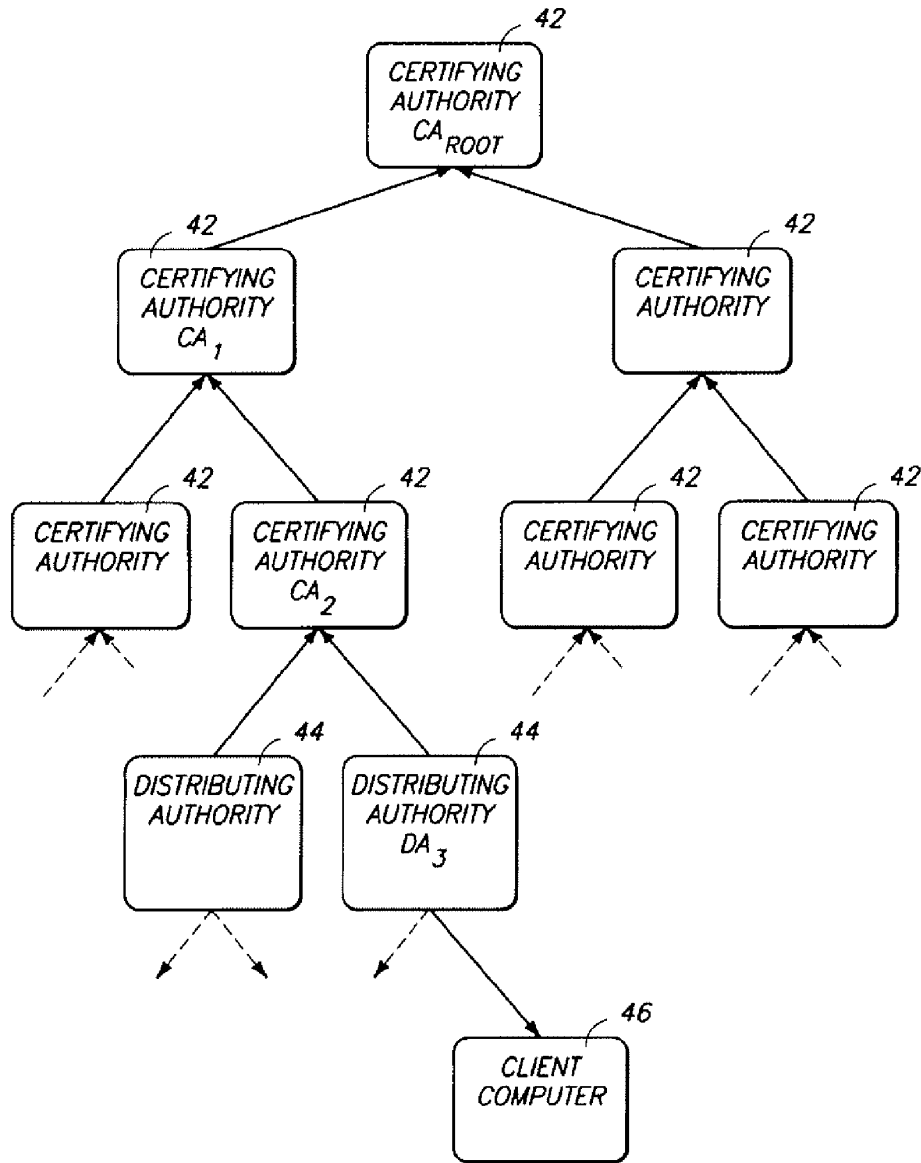 42
CERTIFYING
AUTHORITY
CA ROOT
42
CERTIFYING
AUTHORITY
CA 1
42
CERTIFYING
AUTHORITY
42
CERTIFYING
AUTHORITY
42
CERTIFYING
AUTHORITY
CA 2
42
CERTIFYING
AUTHORITY
42
CERTIFYING
AUTHORITY
44
DISTRIBUTING
AUTHORITY
44
DISTRIBUTING
AUTHORITY
DA 3
46
CLIENT
COMPUTER